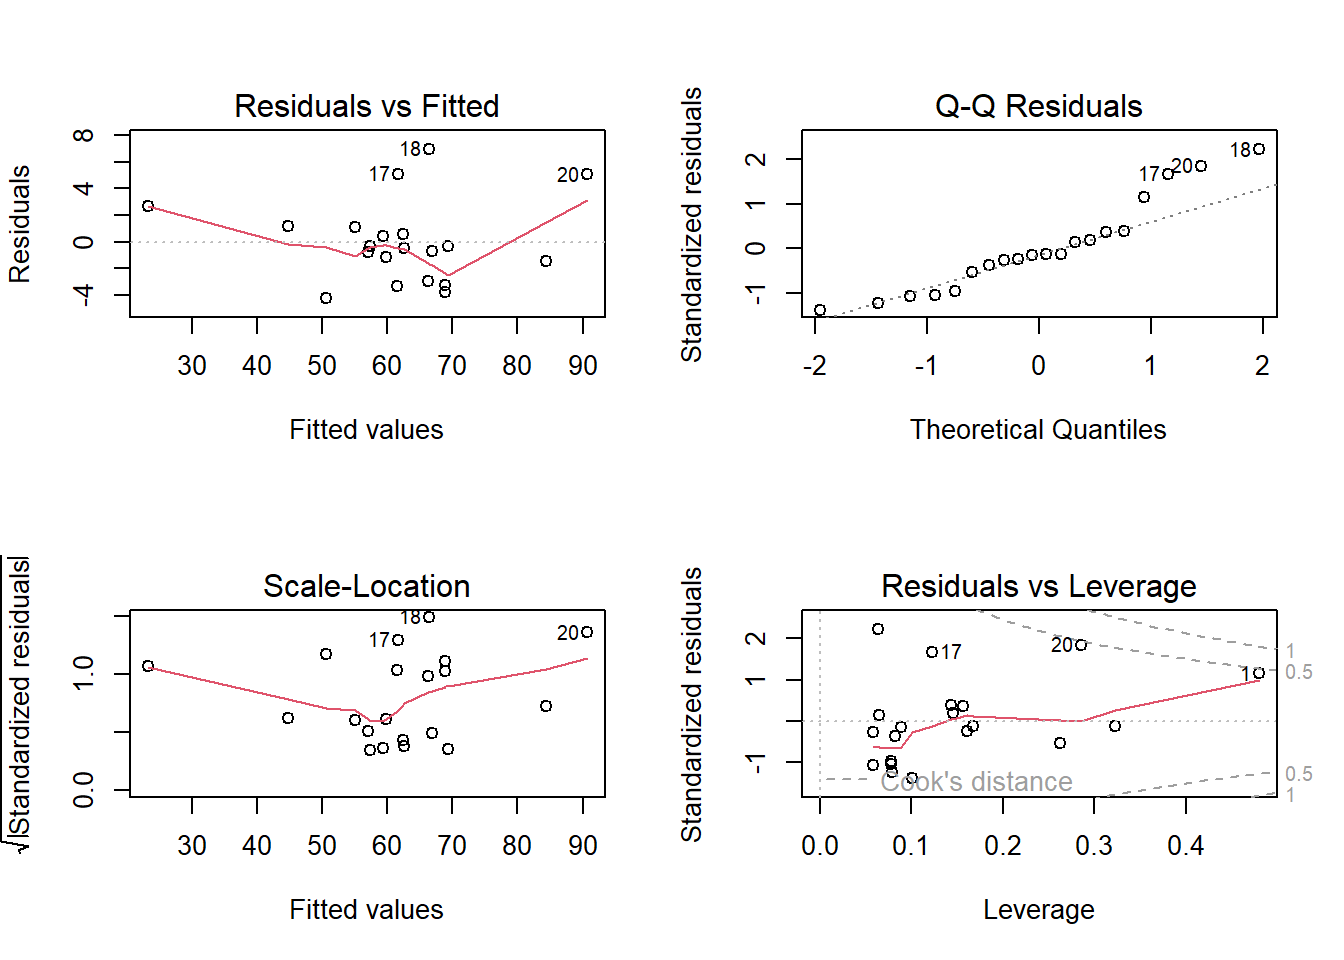 Residuals vs Fitted
Residuals
8
4
0
-4
18
17
20
30 40 50 60 70 80 90
Fitted values
Q-Q Residuals
Standardized residuals
2
1
0
-1
17
20
18
-2 -1 0 1 2
Theoretical Quantiles
Scale-Location
√|Standardized residuals|
1.0
0.0
18
17
20
30 40 50 60 70 80 90
Fitted values
Residuals vs Leverage
Standardized residuals
2
1
-1
17
20
1
1
0.5
0.5
1
Cook's distance
0.0 0.1 0.2 0.3 0.4
Leverage